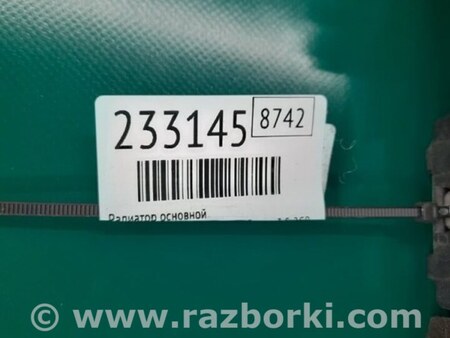 233145
8742
Радиатор основной
© www.razborki.com